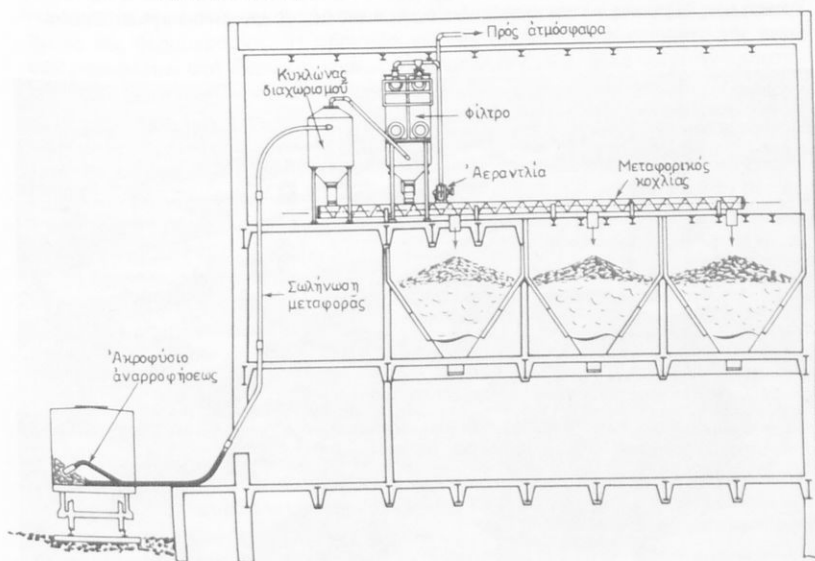 Πρός ἀτμόσφαιρα
Κυκλώνας
διαχωρισμοῦ
Φίλτρο
Ἀεραντλία
Μεταφορικός
κοχλίας
Σωλήνωση
μεταφορᾶς
Ἀκροφύσιο
ἀναρροφήσεως